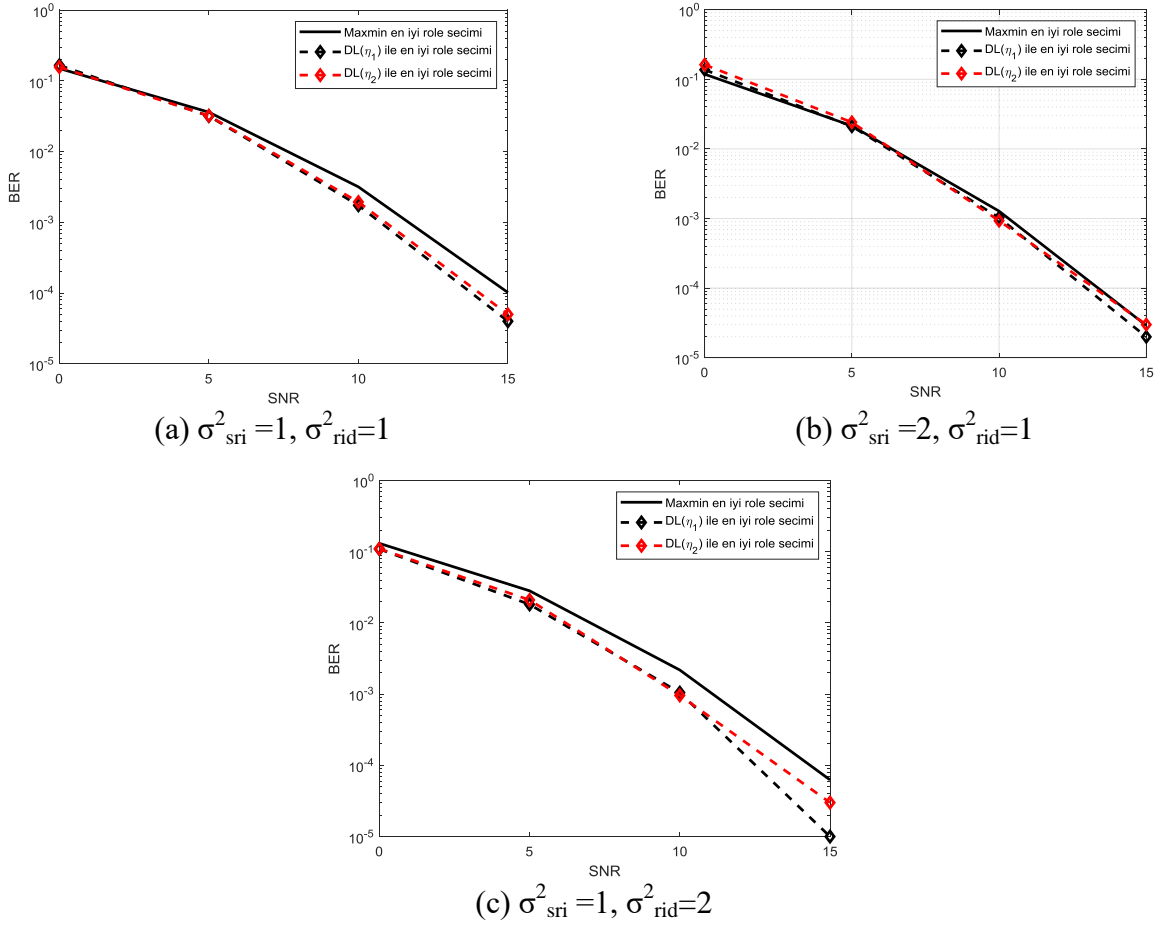 10⁰
10⁻¹
10⁻²
10⁻³
10⁻⁴
10⁻⁵
BER
0 5 10 15
SNR
Maxmin en iyi role secimi
DL(η₁) ile en iyi role secimi
DL(η₂) ile en iyi role secimi
(a) σ²sri =1, σ²rid=1
10⁰
10⁻¹
10⁻²
10⁻³
10⁻⁴
10⁻⁵
BER
0 5 10 15
SNR
Maxmin en iyi role secimi
DL(η₁) ile en iyi role secimi
DL(η₂) ile en iyi role secimi
(b) σ²sri =2, σ²rid=1
10⁰
10⁻¹
10⁻²
10⁻³
10⁻⁴
10⁻⁵
BER
0 5 10 15
SNR
Maxmin en iyi role secimi
DL(η₁) ile en iyi role secimi
DL(η₂) ile en iyi role secimi
(c) σ²sri =1, σ²rid=2